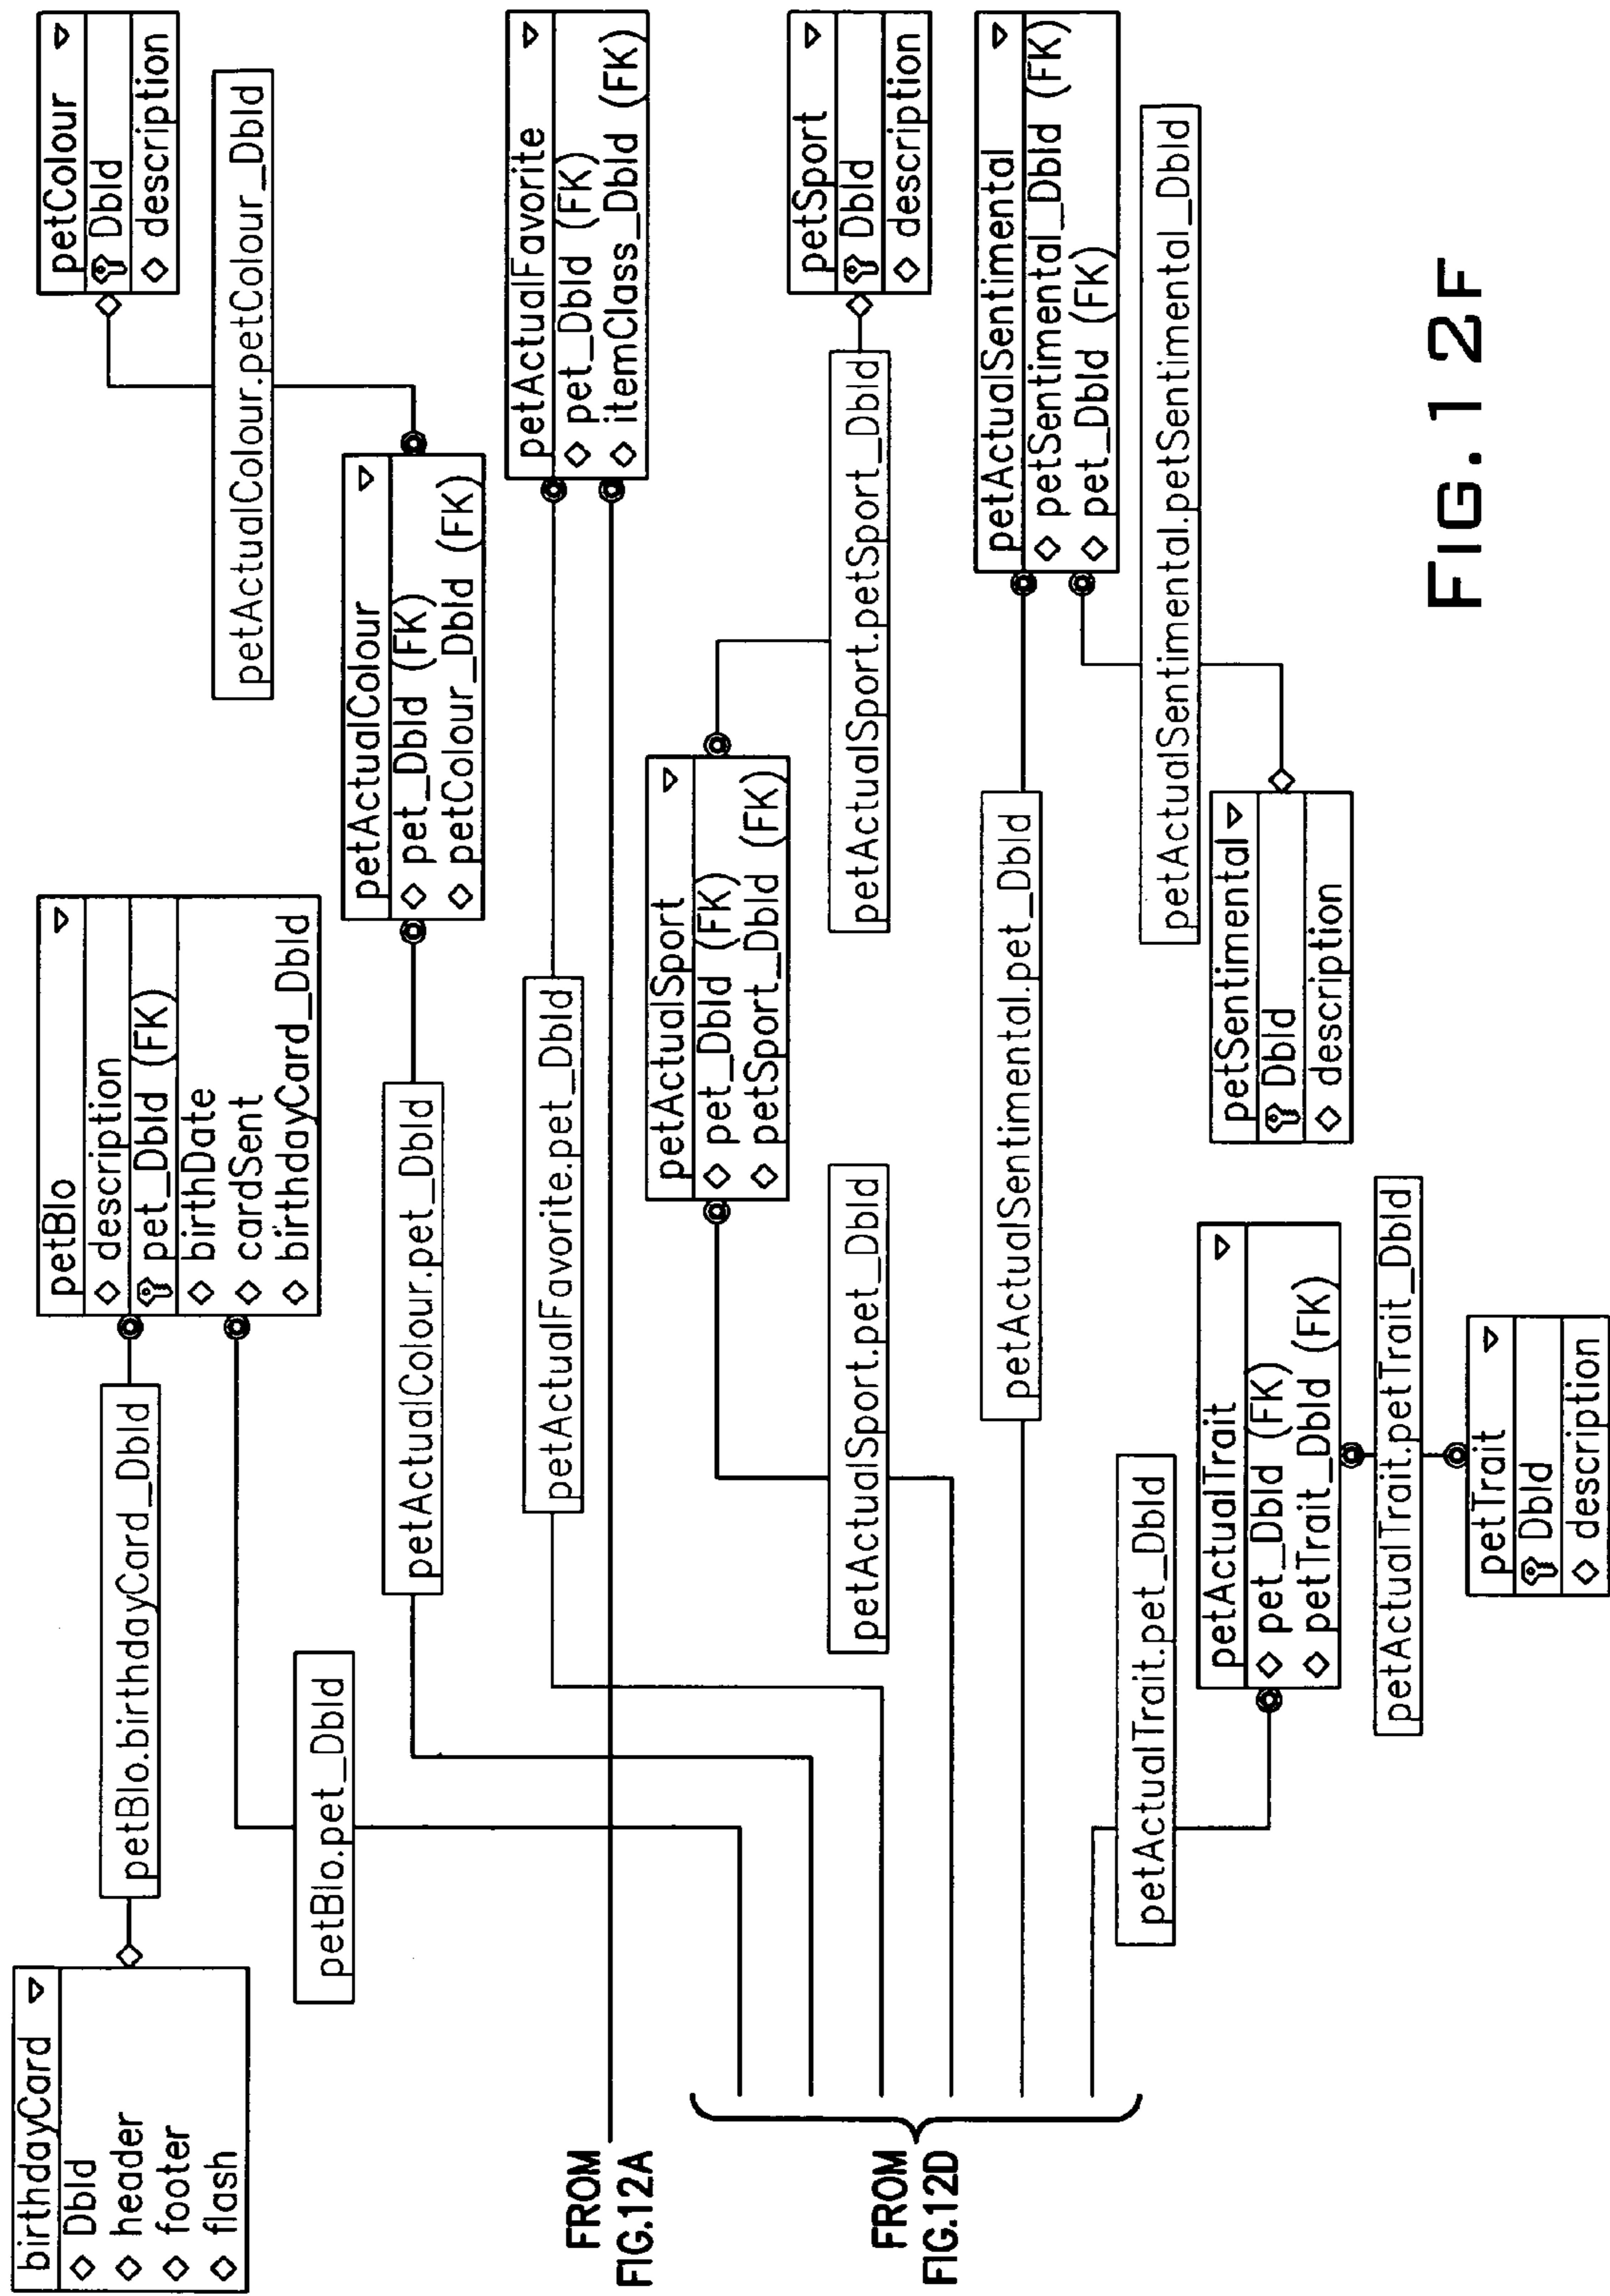 birthdayCard
DbId
header
footer
flash
petBIo.birthdayCard_DbId
petBIo
description
pet_DbId (FK)
birthDate
cardSent
birthdayCard_DbId
petColour
DbId
description
petActualColour.petColour_DbId
petBIo.pet_DbId
petActualColour
pet_DbId (FK)
petColour_DbId (FK)
petActualColour.pet_DbId
petActualFavorite
pet_DbId (FK)
itemClass_DbId (FK)
petActualFavorite.pet_DbId
FROM
FIG.12A
petActualSport
pet_DbId (FK)
petSport_DbId (FK)
petSport
DbId
description
petActualSport.petSport_DbId
petActualSport.pet_DbId
FROM
FIG.12D
petActualSentimental
petSentimental_DbId (FK)
pet_DbId (FK)
petActualSentimental.pet_DbId
petActualSentimental.petSentimental_DbId
petActualTrait.pet_DbId
petActualTrait
pet_DbId (FK)
petTrait_DbId (FK)
petSentimental
DbId
description
petActualTrait.petTrait_DbId
petTrait
DbId
description
FIG.12F